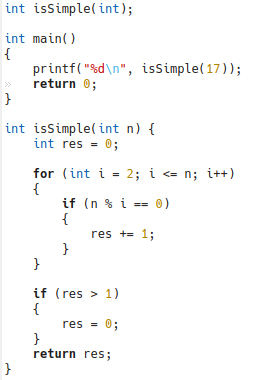 int isSimple(int);

int main()
{
    printf("%d\n", isSimple(17));
»   return 0;
}

int isSimple(int n) {
    int res = 0;

    for (int i = 2; i <= n; i++)
    {
        if (n % i == 0)
        {
            res += 1;
        }
    }

    if (res > 1)
    {
        res = 0;
    }
    return res;
}